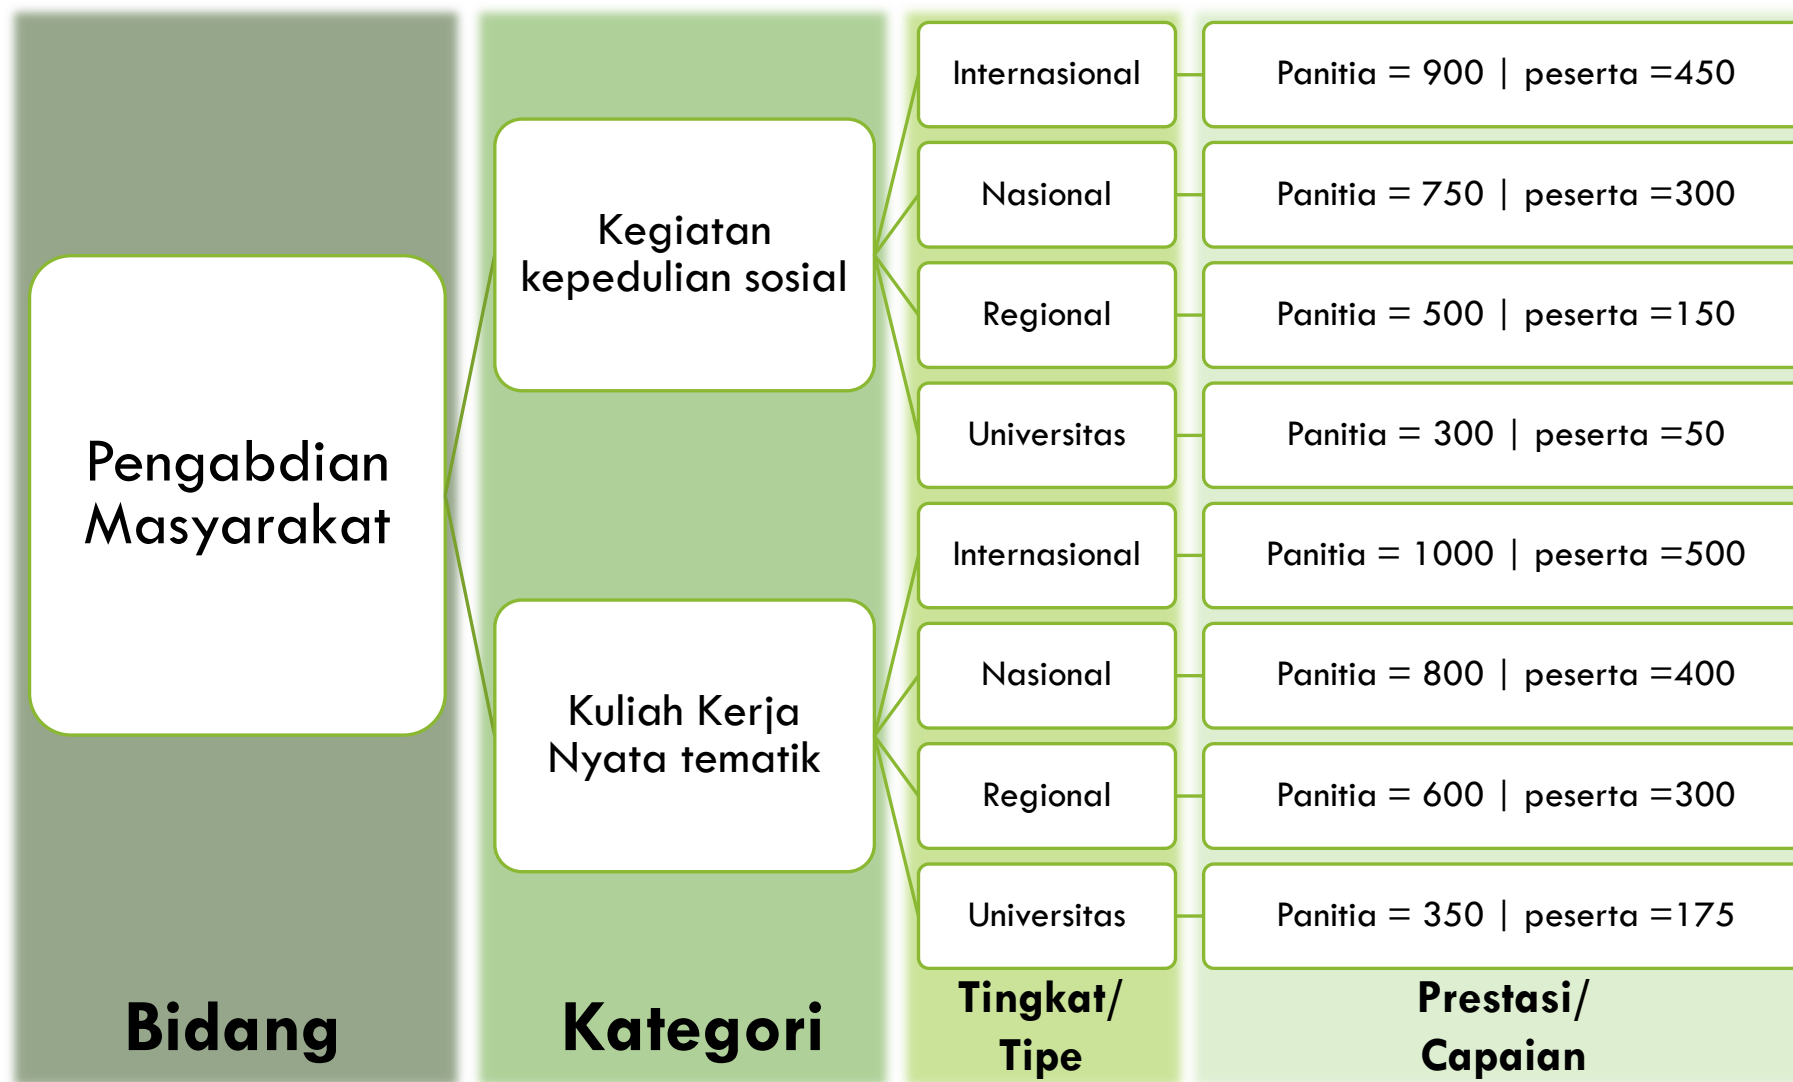 Pengabdian
Masyarakat
Kegiatan
kepedulian sosial
Internasional
Panitia = 900 | peserta =450
Nasional
Panitia = 750 | peserta =300
Regional
Panitia = 500 | peserta =150
Universitas
Panitia = 300 | peserta =50
Kuliah Kerja
Nyata tematik
Internasional
Panitia = 1000 | peserta =500
Nasional
Panitia = 800 | peserta =400
Regional
Panitia = 600 | peserta =300
Universitas
Panitia = 350 | peserta =175
Bidang
Kategori
Tingkat/
Tipe
Prestasi/
Capaian